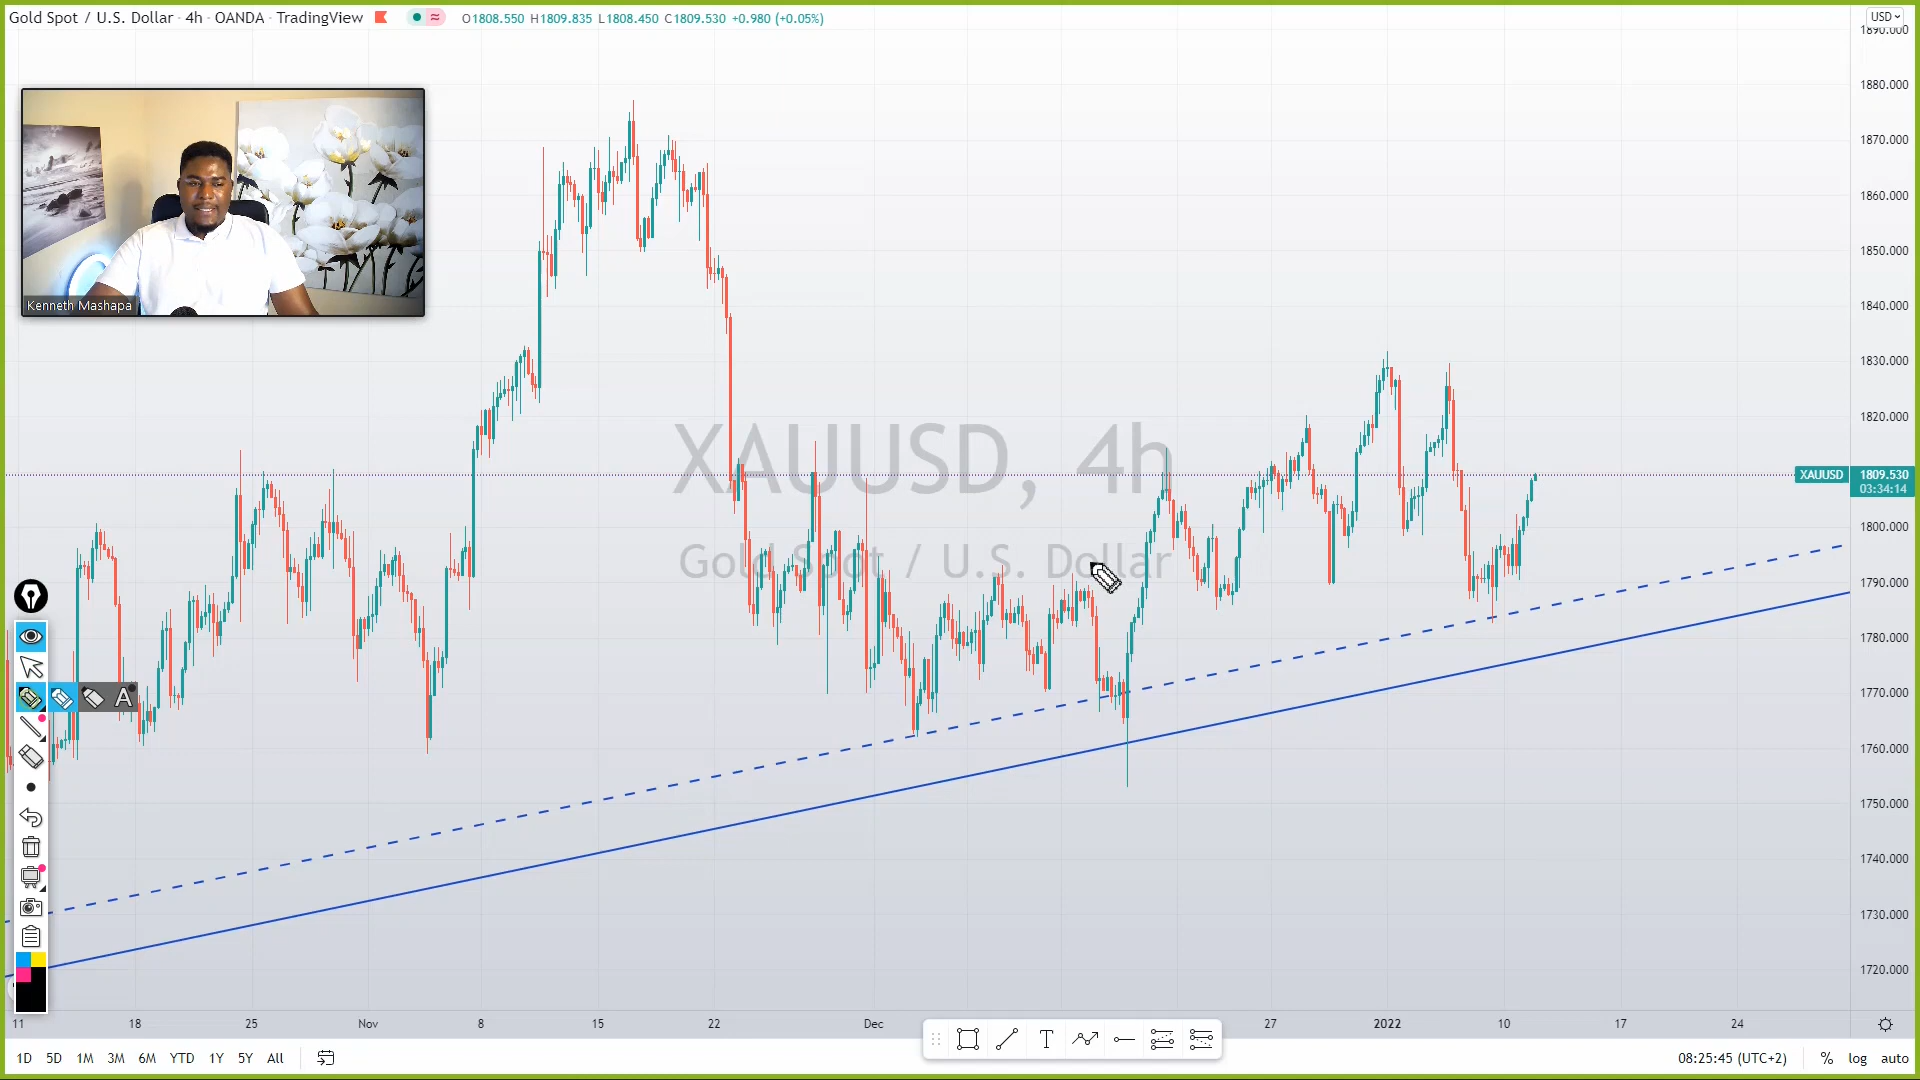 Gold Spot / U.S. Dollar · 4h · OANDA · TradingView O1808.550 H1809.835 L1808.450 C1809.530 +0.980 (+0.05%)
USD
1890.000
1880.000
1870.000
1860.000
1850.000
1840.000
1830.000
1820.000
XAUUSD 1809.530
03:34:14
1800.000
1790.000
1780.000
1770.000
1760.000
1750.000
1740.000
1730.000
1720.000
Kenneth Mashapa
XAUUSD, 4h
Gold Spot / U.S. Dollar
A
11 18 25 Nov 8 15 22 Dec 27 2022 10 17 24
T
1D 5D 1M 3M 6M YTD 1Y 5Y All
08:25:45 (UTC+2) % log auto